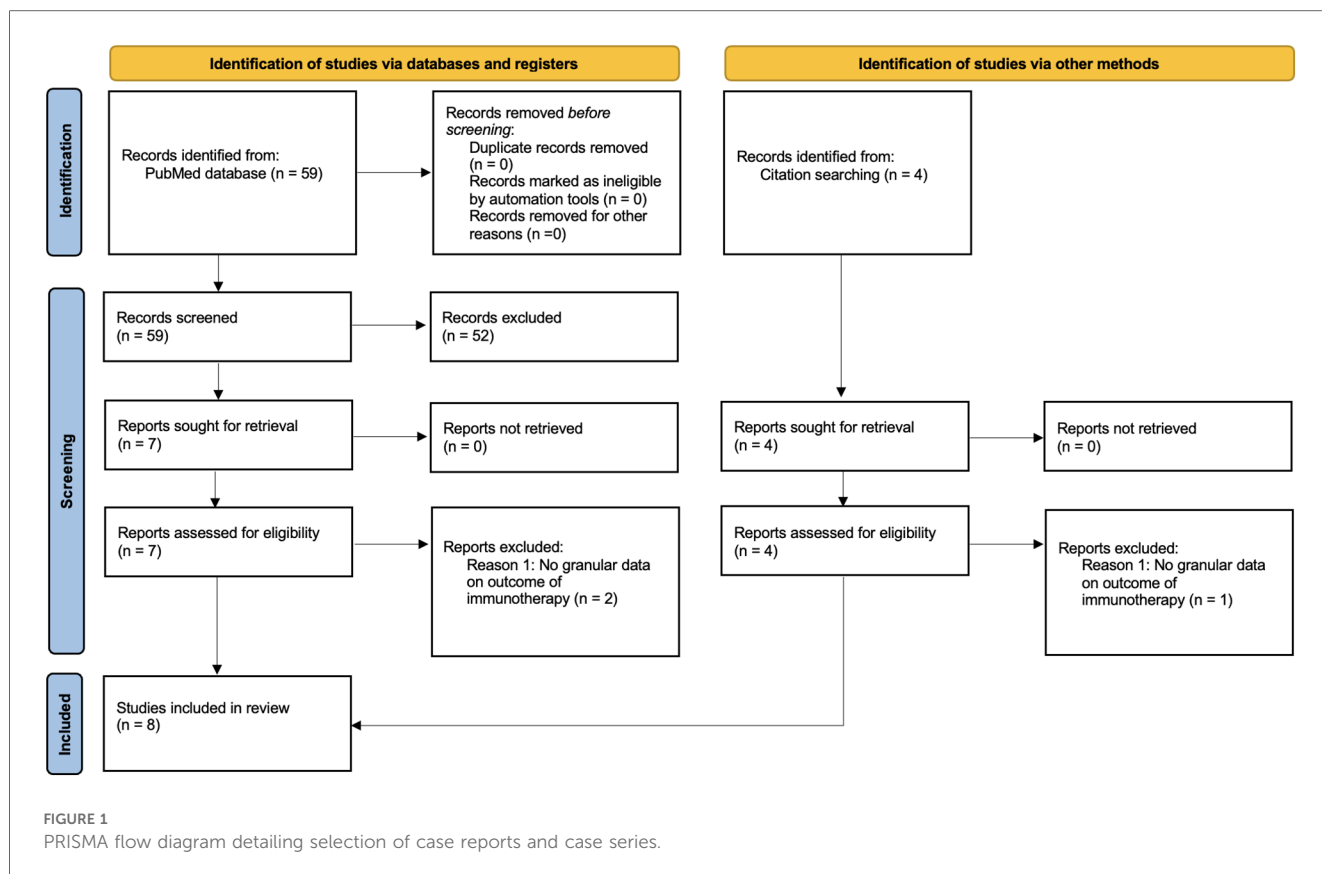 Identification of studies via databases and registers
Identification of studies via other methods
Identification
Records identified from:
PubMed database (n = 59)
Records removed before
screening:
Duplicate records removed
(n = 0)
Records marked as ineligible
by automation tools (n = 0)
Records removed for other
reasons (n =0)
Records identified from:
Citation searching (n = 4)
Screening
Records screened
(n = 59)
Records excluded
(n = 52)
Reports sought for retrieval
(n = 7)
Reports not retrieved
(n = 0)
Reports sought for retrieval
(n = 4)
Reports not retrieved
(n = 0)
Reports assessed for eligibility
(n = 7)
Reports excluded:
Reason 1: No granular data
on outcome of
immunotherapy (n = 2)
Reports assessed for eligibility
(n = 4)
Reports excluded:
Reason 1: No granular data
on outcome of
immunotherapy (n = 1)
Included
Studies included in review
(n = 8)
FIGURE 1
PRISMA flow diagram detailing selection of case reports and case series.